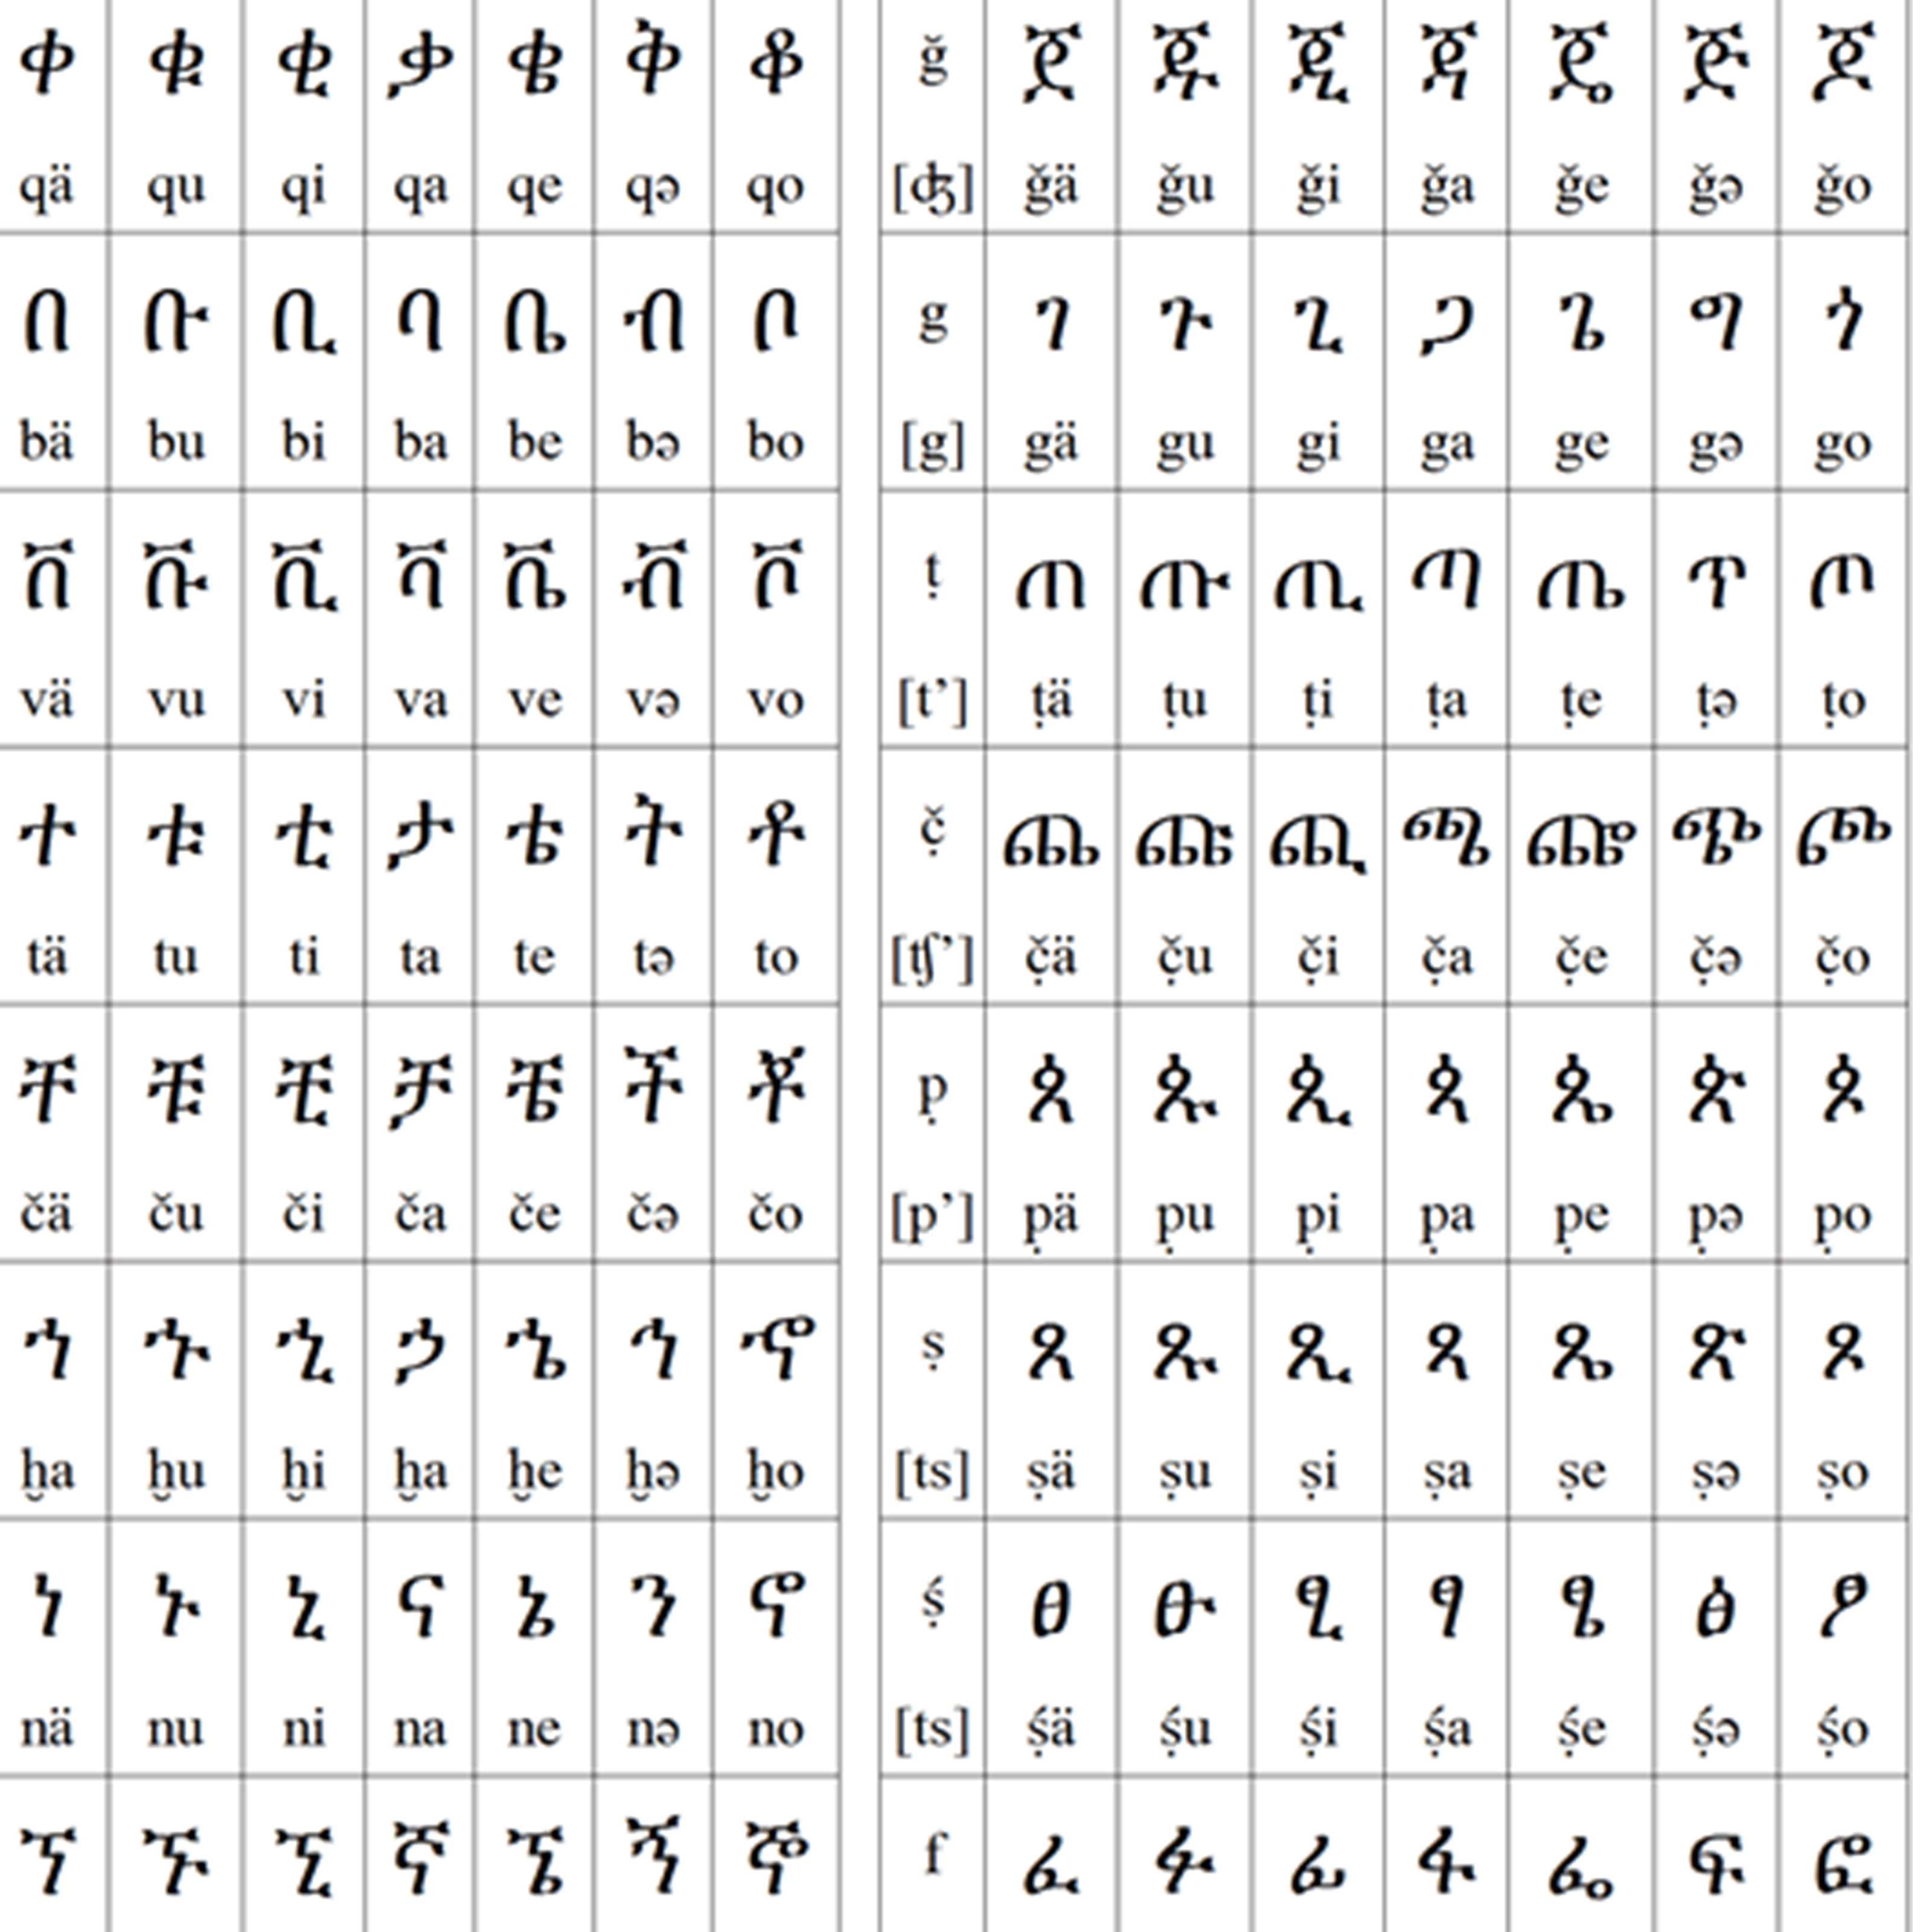 ቀ ቁ ቂ ቃ ቄ ቅ ቆ ğ ጀ ጁ ጂ ጃ ጄ ጅ ጆ
qä qu qi qa qe qə qo [ʤ] ğä ğu ği ğa ğe ğə ğo
በ ቡ ቢ ባ ቤ ብ ቦ g ገ ጉ ጊ ጋ ጌ ግ ጎ
bä bu bi ba be bə bo [g] gä gu gi ga ge gə go
ቨ ቩ ቪ ቫ ቬ ቭ ቮ ṭ ጠ ጡ ጢ ጣ ጤ ጥ ጦ
vä vu vi va ve və vo [t’] ṭä ṭu ṭi ṭa ṭe ṭə ṭo
ተ ቱ ቲ ታ ቴ ት ቶ č̣ ጨ ጩ ጪ ጫ ጬ ጭ ጮ
tä tu ti ta te tə to [ʧ’] č̣ä č̣u č̣i č̣a č̣e č̣ə č̣o
ቸ ቹ ቺ ቻ ቼ ች ቾ p̣ ጰ ጱ ጲ ጳ ጴ ጵ ጶ
čä ču či ča če čə čo [p’] p̣ä p̣u p̣i p̣a p̣e p̣ə p̣o
ኀ ኁ ኂ ኃ ኄ ኅ ኆ ṣ ጸ ጹ ጺ ጻ ጼ ጽ ጾ
ḫa ḫu ḫi ḫa ḫe ḫə ḫo [ts] ṣä ṣu ṣi ṣa ṣe ṣə ṣo
ነ ኑ ኒ ና ኔ ን ኖ ṣ́ ፀ ፁ ፂ ፃ ፄ ፅ ፆ
nä nu ni na ne nə no [ts] ṣ́ä ṣ́u ṣ́i ṣ́a ṣ́e ṣ́ə ṣ́o
ኘ ኙ ኚ ኛ ኜ ኝ ኞ f ፈ ፉ ፊ ፋ ፌ ፍ ፎ